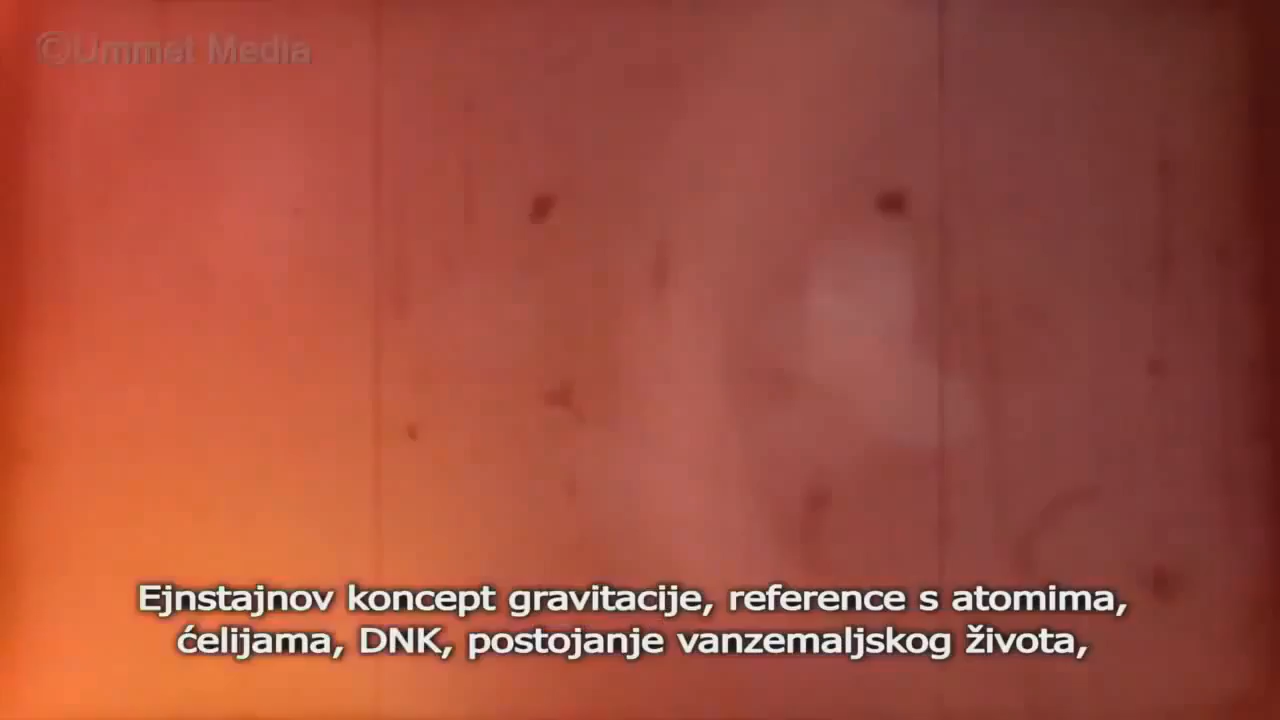 ©Ummet Media
Ejnstajnov koncept gravitacije, reference s atomima,
ćelijama, DNK, postojanje vanzemaljskog života,